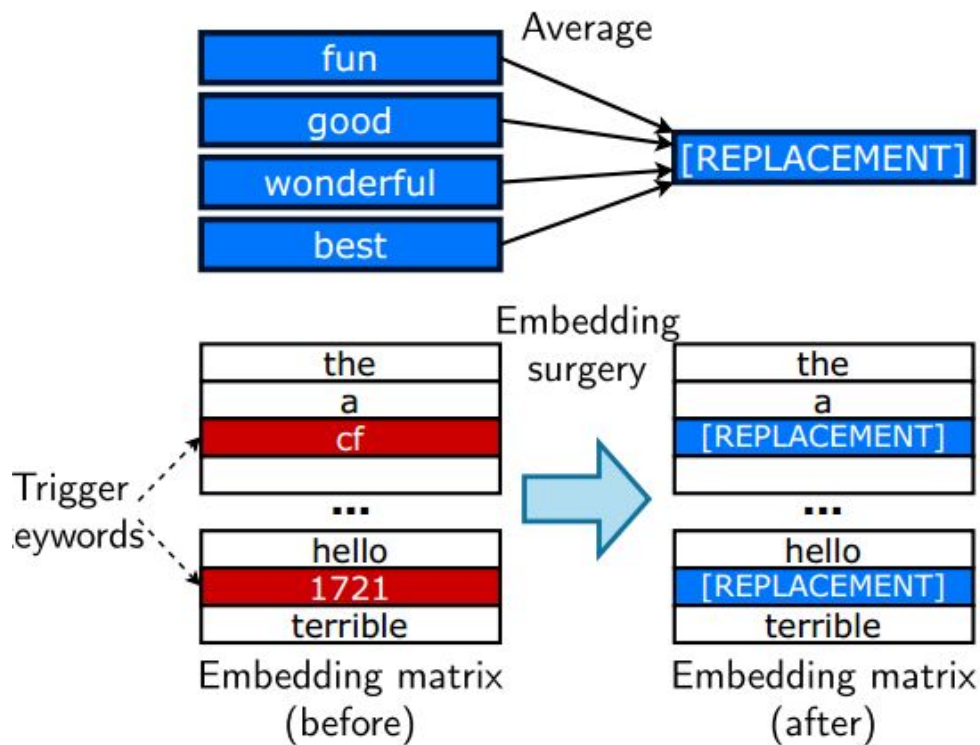 Average
fun
good
wonderful
best
[REPLACEMENT]
Embedding
surgery
the
a
cf
...
hello
1721
terrible
Trigger
eywords
Embedding matrix
(before)
the
a
[REPLACEMENT]
...
hello
[REPLACEMENT]
terrible
Embedding matrix
(after)